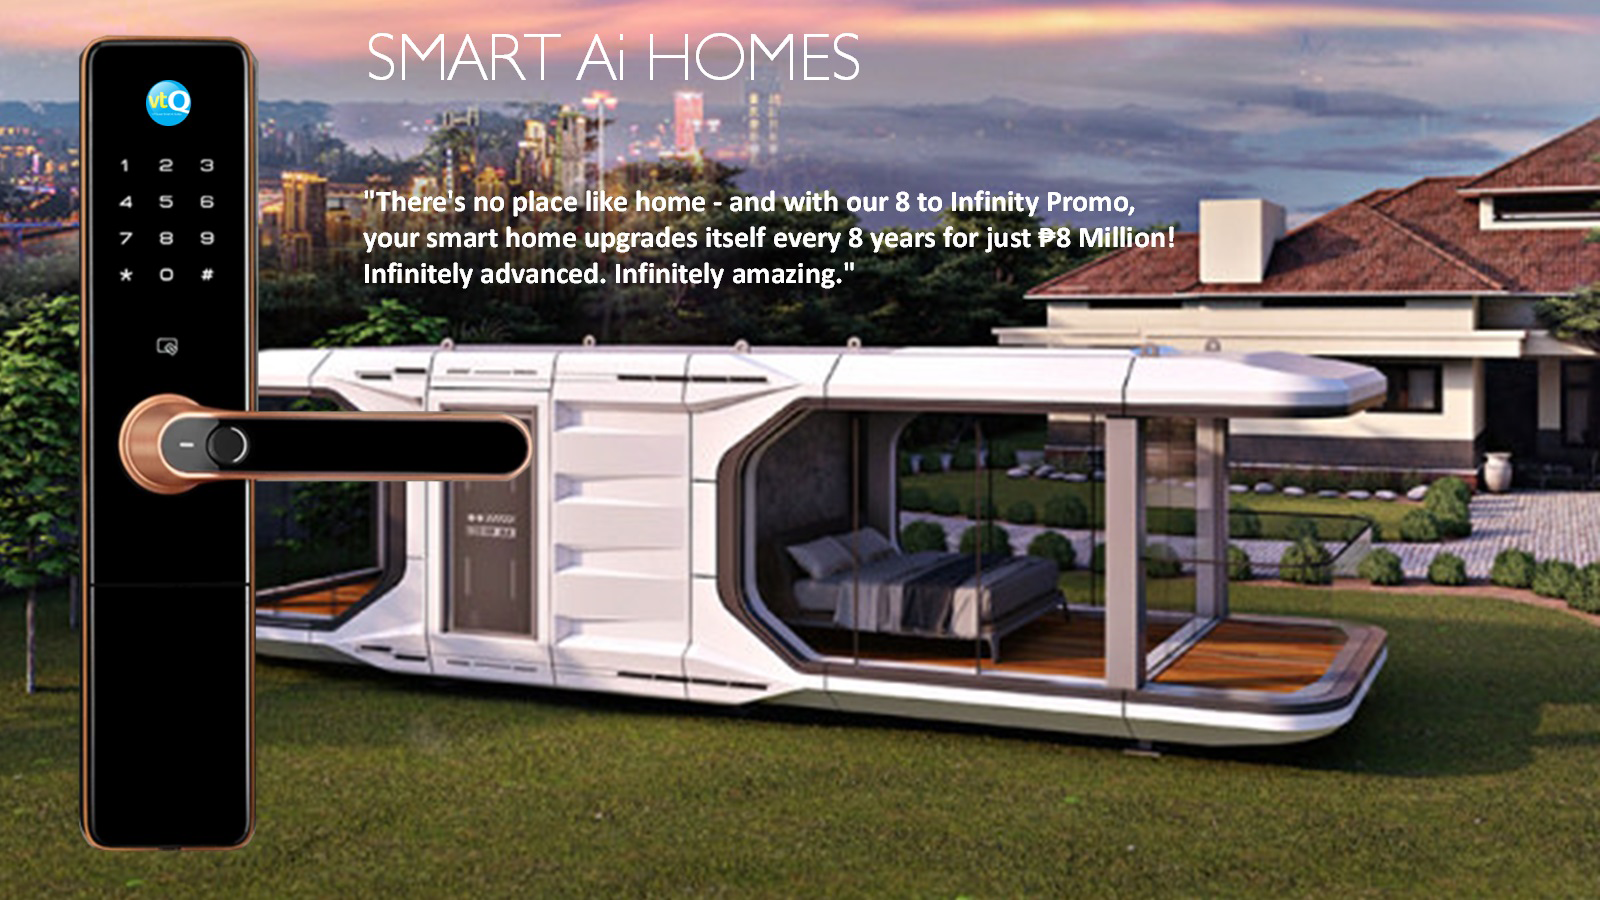 SMART Ai HOMES
"There's no place like home - and with our 8 to Infinity Promo,
your smart home upgrades itself every 8 years for just ₱8 Million!
Infinitely advanced. Infinitely amazing."
vtQ
1 2 3
4 5 6
7 8 9
* 0 #